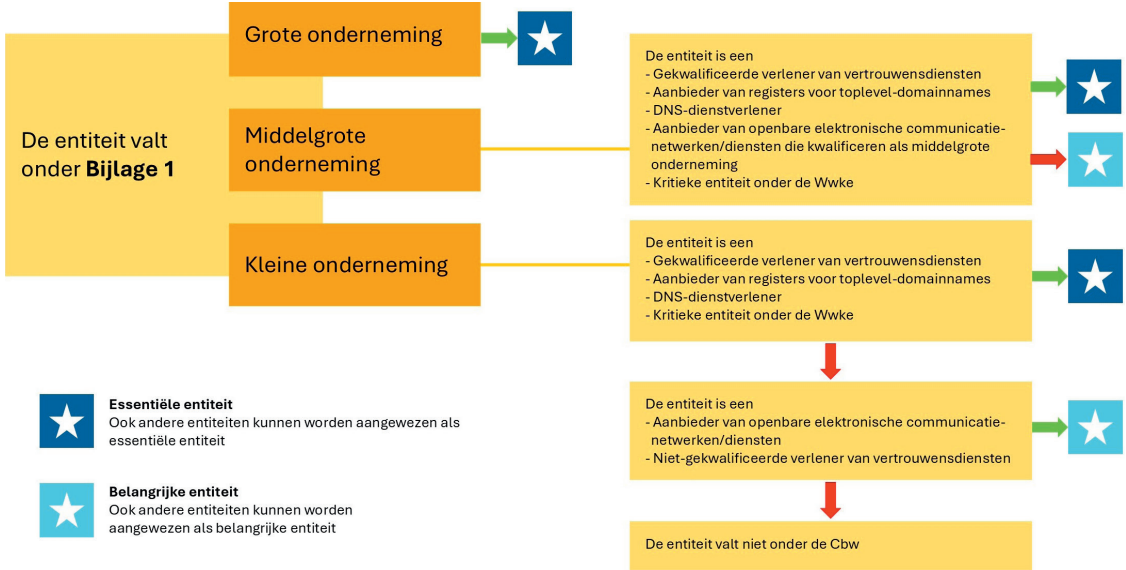 Grote onderneming
De entiteit valt
onder Bijlage 1
Middelgrote
onderneming
Kleine onderneming
De entiteit is een
- Gekwalificeerde verlener van vertrouwensdiensten
- Aanbieder van registers voor toplevel-domainnames
- DNS-dienstverlener
- Aanbieder van openbare elektronische communicatie-
netwerken/diensten die kwalificeren als middelgrote
onderneming
- Kritieke entiteit onder de Wwke
De entiteit is een
- Gekwalificeerde verlener van vertrouwensdiensten
- Aanbieder van registers voor toplevel-domainnames
- DNS-dienstverlener
- Kritieke entiteit onder de Wwke
De entiteit is een
- Aanbieder van openbare elektronische communicatie-
netwerken/diensten
- Niet-gekwalificeerde verlener van vertrouwensdiensten
De entiteit valt niet onder de Cbw
Essentiële entiteit
Ook andere entiteiten kunnen worden aangewezen als
essentiële entiteit
Belangrijke entiteit
Ook andere entiteiten kunnen worden
aangewezen als belangrijke entiteit